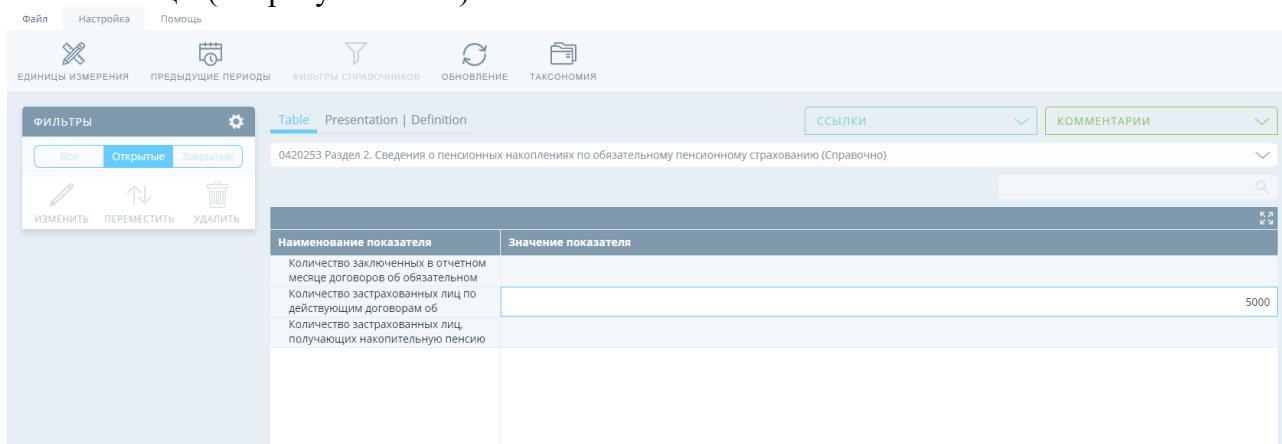 Файл Настройка Помощь
ЕДИНИЦЫ ИЗМЕРЕНИЯ ПРЕДЫДУЩИЕ ПЕРИОДЫ ФИЛЬТРЫ СПРАВОЧНИКОВ ОБНОВЛЕНИЕ ТАКСОНОМИЯ
ФИЛЬТРЫ
Все Открытые Закрытые
ИЗМЕНИТЬ ПЕРЕМЕСТИТЬ УДАЛИТЬ
Table Presentation | Definition
ССЫЛКИ КОММЕНТАРИИ
0420253 Раздел 2. Сведения о пенсионных накоплениях по обязательному пенсионному страхованию (Справочно)
Наименование показателя Значение показателя
Количество заключенных в отчетном
месяце договоров об обязательном
Количество застрахованных лиц по
действующим договорам об
5000
Количество застрахованных лиц,
получающих накопительную пенсию